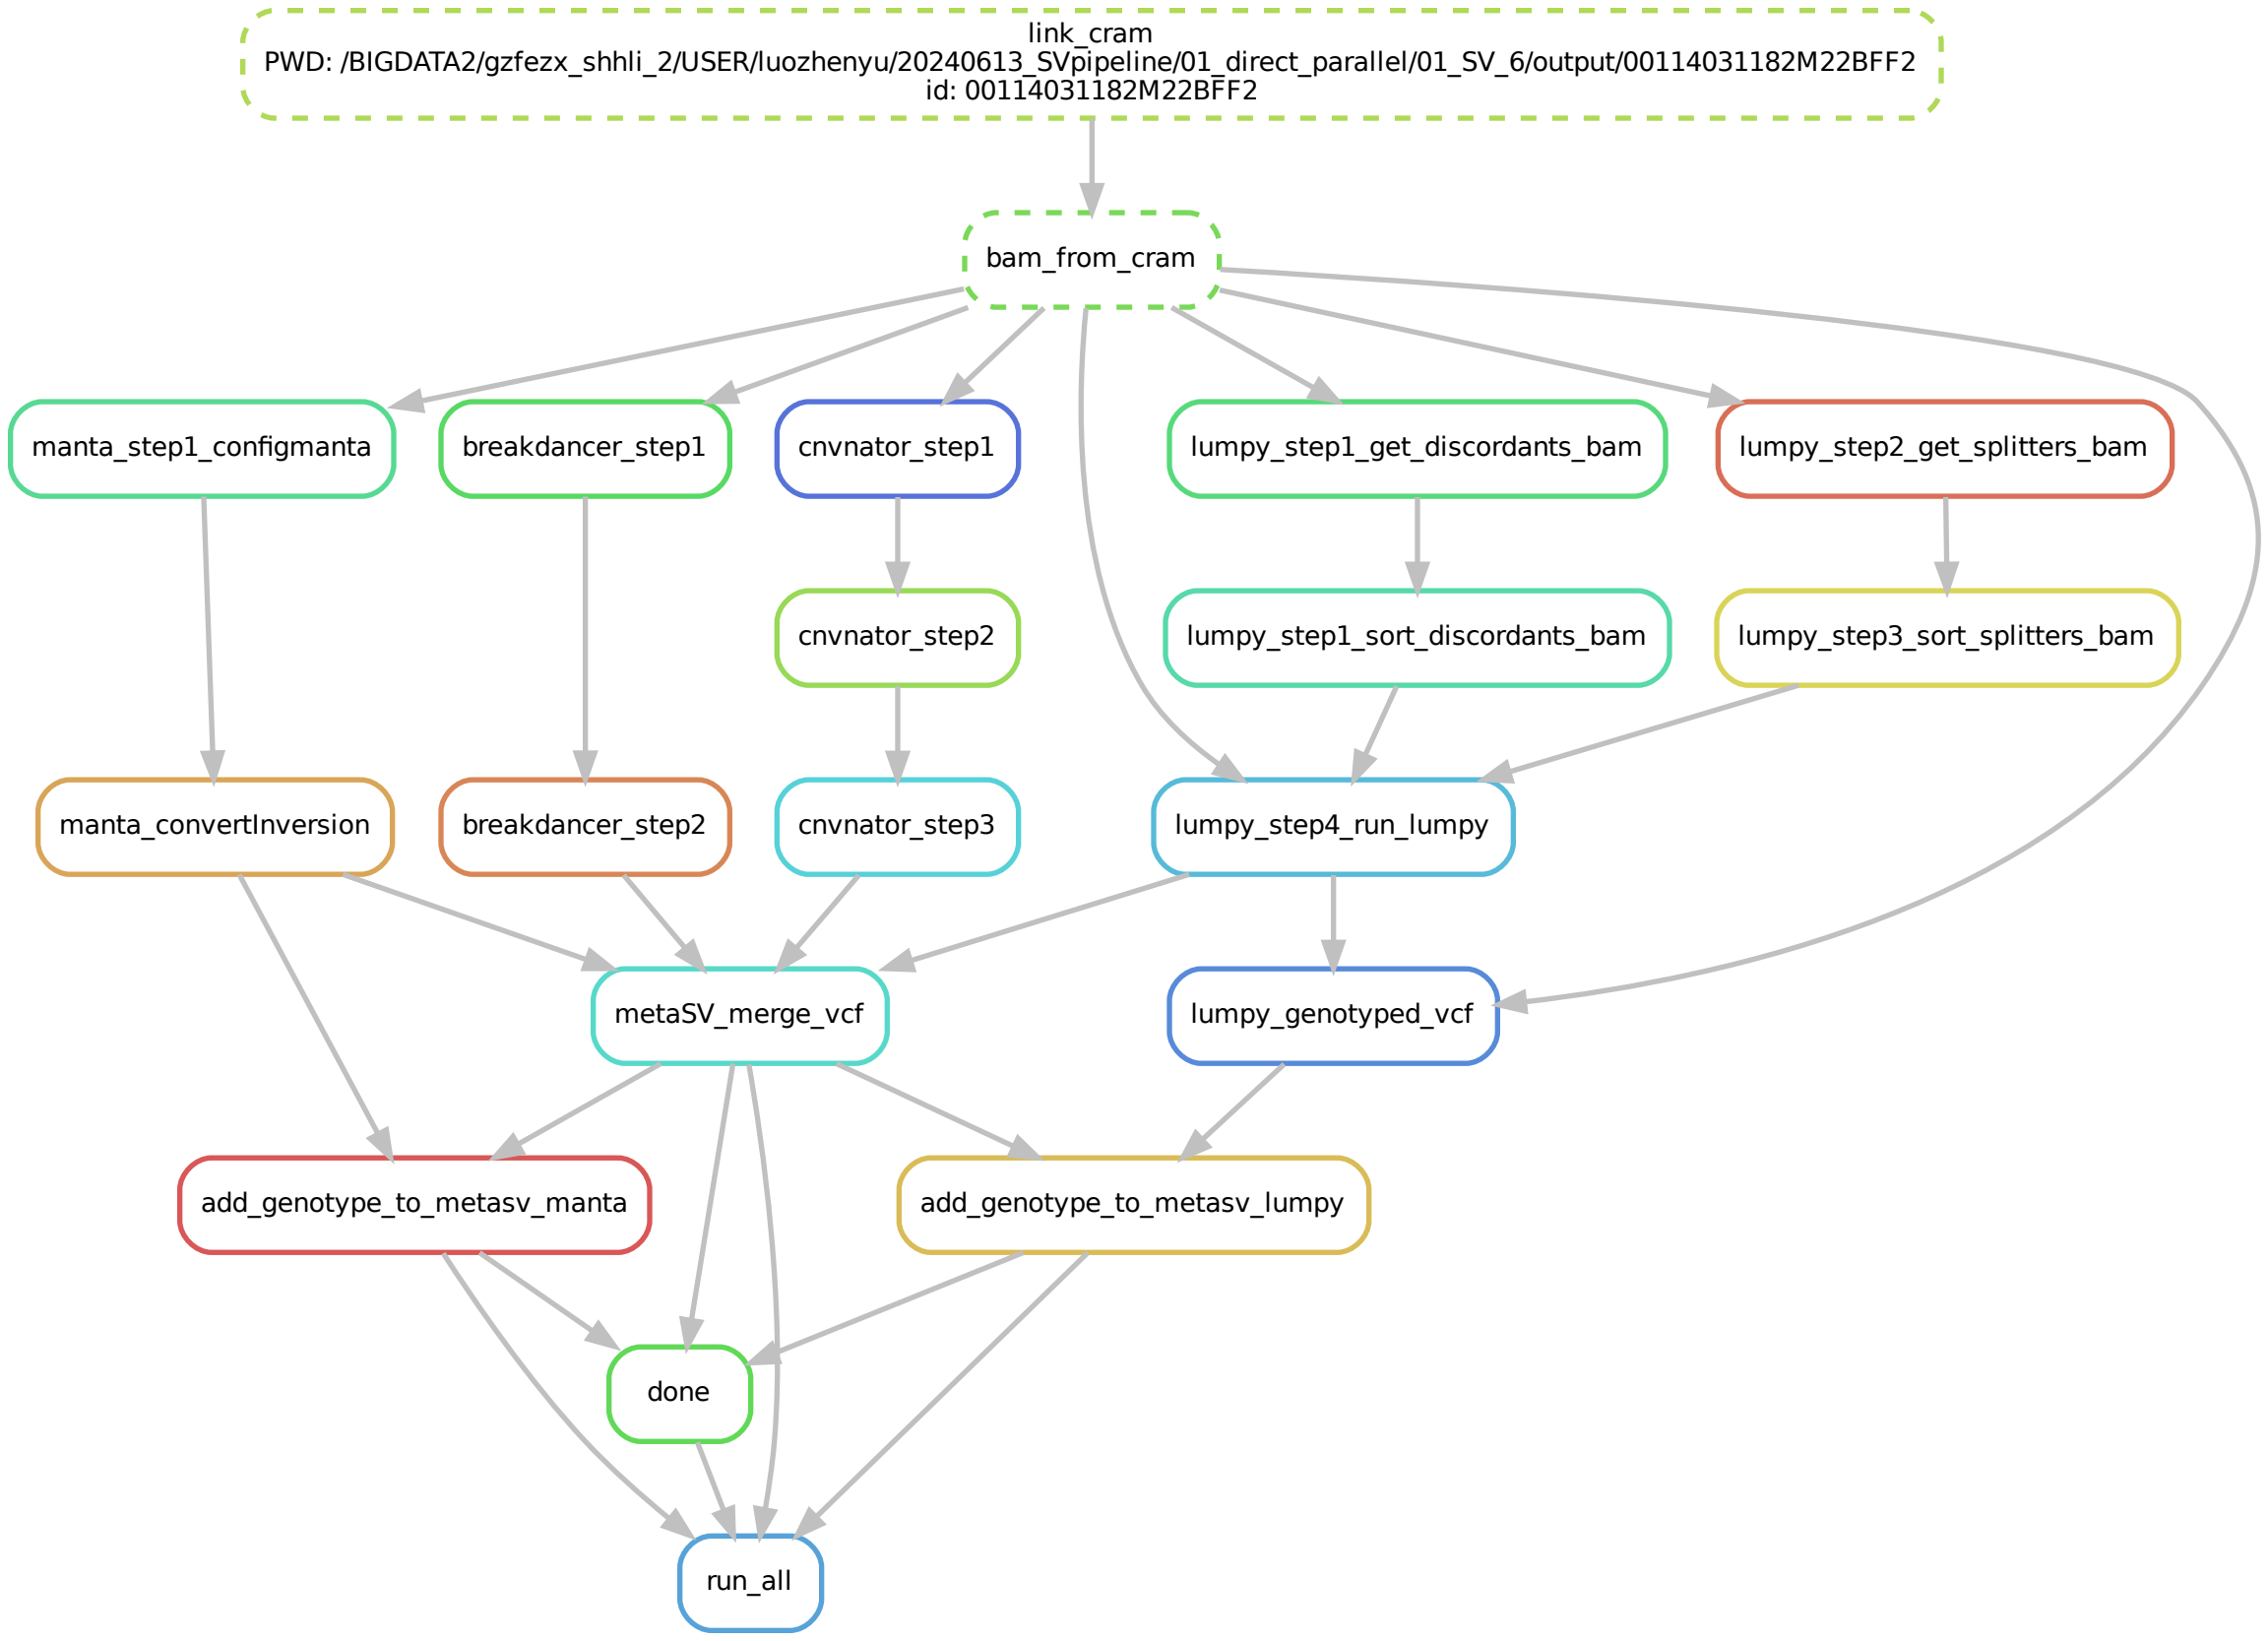 link_cram
PWD: /BIGDATA2/gzfezx_shhli_2/USER/luozhenyu/20240613_SVpipeline/01_direct_parallel/01_SV_6/output/00114031182M22BFF2
id: 00114031182M22BFF2
bam_from_cram
manta_step1_configmanta
breakdancer_step1
cnvnator_step1
lumpy_step1_get_discordants_bam
lumpy_step2_get_splitters_bam
cnvnator_step2
lumpy_step1_sort_discordants_bam
lumpy_step3_sort_splitters_bam
manta_convertInversion
breakdancer_step2
cnvnator_step3
lumpy_step4_run_lumpy
metaSV_merge_vcf
lumpy_genotyped_vcf
add_genotype_to_metasv_manta
add_genotype_to_metasv_lumpy
done
run_all